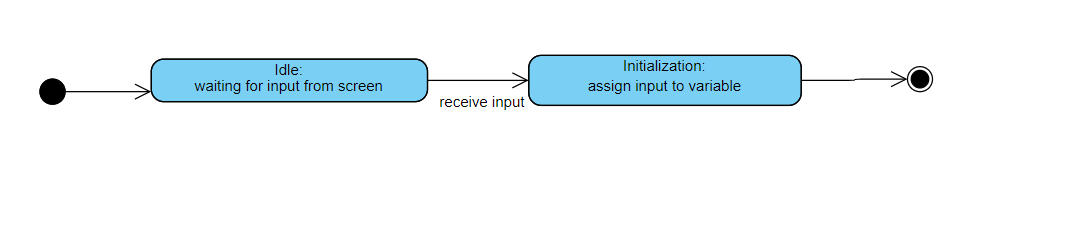 Idle:
waiting for input from screen
receive input
Initialization:
assign input to variable